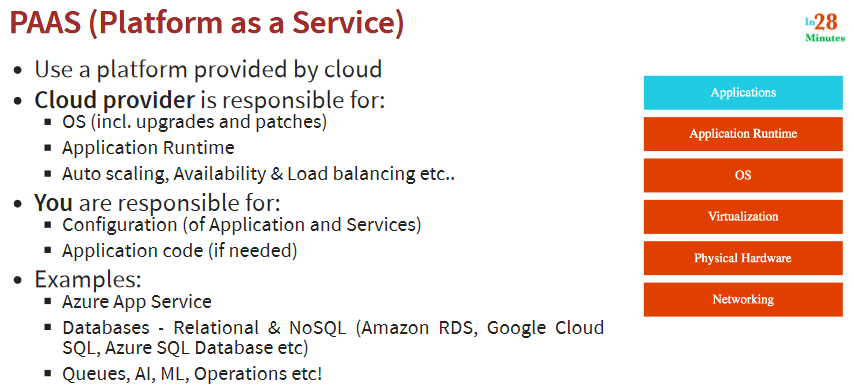 PAAS (Platform as a Service)
In28
Minutes
• Use a platform provided by cloud
• Cloud provider is responsible for:
▪ OS (incl. upgrades and patches)
▪ Application Runtime
▪ Auto scaling, Availability & Load balancing etc..
• You are responsible for:
▪ Configuration (of Application and Services)
▪ Application code (if needed)
• Examples:
▪ Azure App Service
▪ Databases - Relational & NoSQL (Amazon RDS, Google Cloud
SQL, Azure SQL Database etc)
▪ Queues, AI, ML, Operations etc!
Applications
Application Runtime
OS
Virtualization
Physical Hardware
Networking